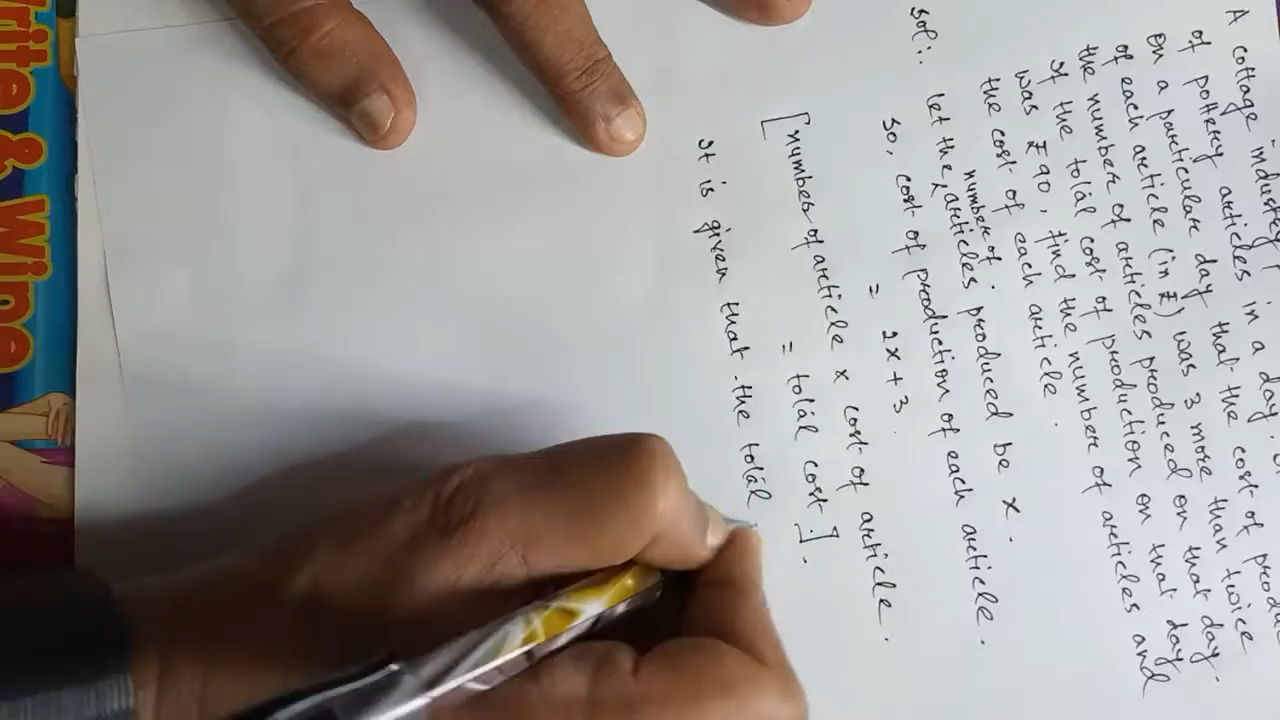 A cottage industry
of pottery articles in a day.
on a particular day that the cost of
of each article (in ₹) was 3 more than twice
the number of articles produced on that day.
If the total cost of production on that day
was ₹ 90, find the number of articles and
the cost of each article.
Sol: Let the number of articles produced be x.
So, cost of production of each article.
= 2x + 3.
[number of article x cost of article.
= total cost.].
It is given that the total
Write & Wipe